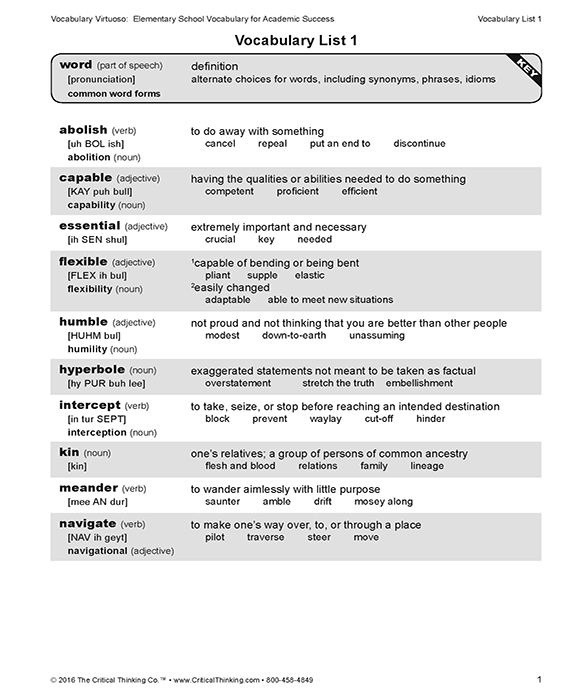 Vocabulary Virtuoso: Elementary School Vocabulary for Academic Success Vocabulary List 1
Vocabulary List 1
word (part of speech) definition
[pronunciation] alternate choices for words, including synonyms, phrases, idioms
common word forms
KEY
abolish (verb) to do away with something
[uh BOL ish] cancel repeal put an end to discontinue
abolition (noun)
capable (adjective) having the qualities or abilities needed to do something
[KAY puh bull] competent proficient efficient
capability (noun)
essential (adjective) extremely important and necessary
[ih SEN shul] crucial key needed
flexible (adjective) ¹capable of bending or being bent
[FLEX ih bul] pliant supple elastic
flexibility (noun) ²easily changed
adaptable able to meet new situations
humble (adjective) not proud and not thinking that you are better than other people
[HUHM bul] modest down-to-earth unassuming
humility (noun)
hyperbole (noun) exaggerated statements not meant to be taken as factual
[hy PUR buh lee] overstatement stretch the truth embellishment
intercept (verb) to take, seize, or stop before reaching an intended destination
[in tur SEPT] block prevent waylay cut-off hinder
interception (noun)
kin (noun) one's relatives; a group of persons of common ancestry
[kin] flesh and blood relations family lineage
meander (verb) to wander aimlessly with little purpose
[mee AN dur] saunter amble drift mosey along
navigate (verb) to make one's way over, to, or through a place
[NAV ih geyt] pilot traverse steer move
navigational (adjective)
© 2016 The Critical Thinking Co.™ • www.CriticalThinking.com • 800-458-4849 1